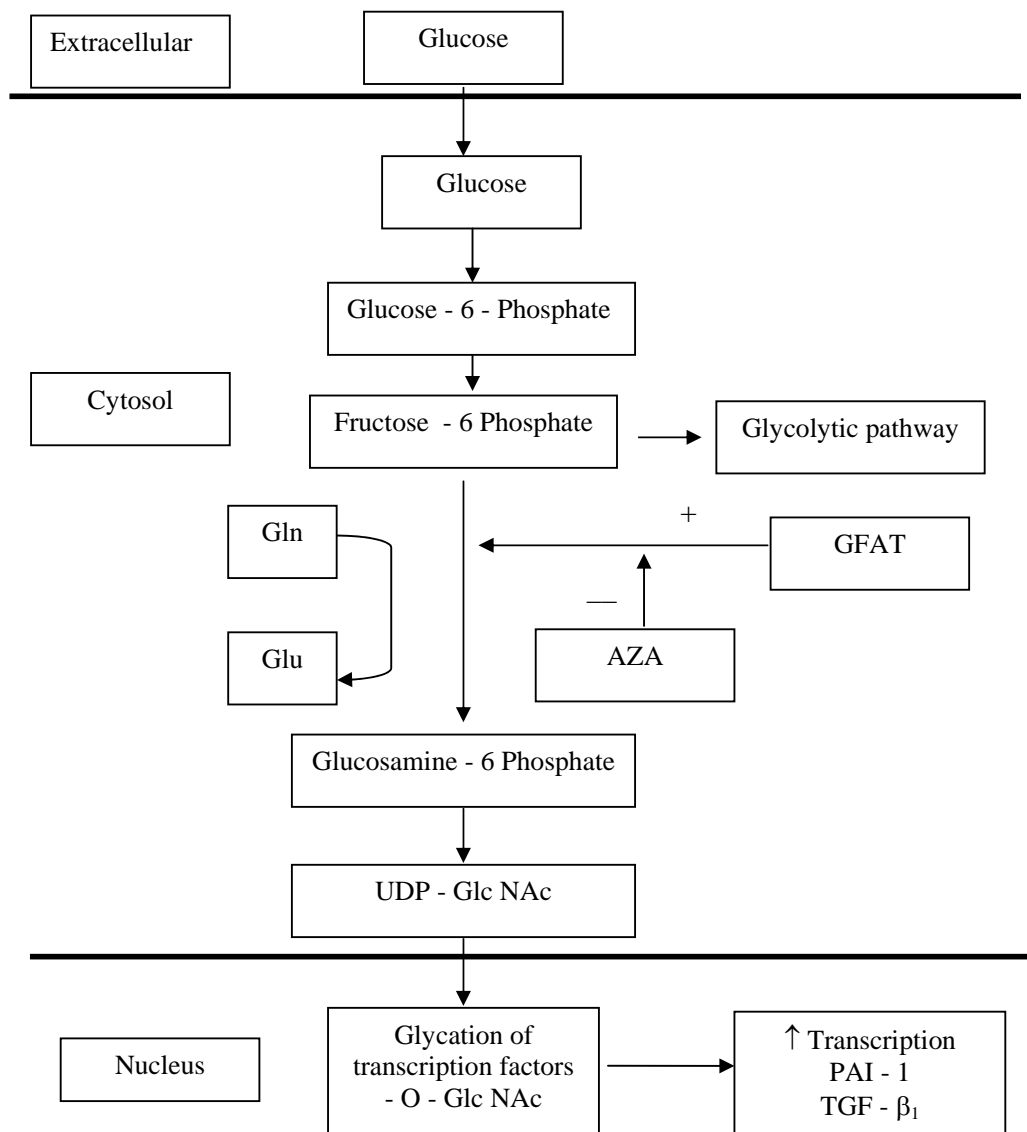 Extracellular
Glucose
Glucose
Glucose - 6 - Phosphate
Cytosol
Fructose - 6 Phosphate
Glycolytic pathway
Gln
+
GFAT
—
Glu
AZA
Glucosamine - 6 Phosphate
UDP - Glc NAc
Nucleus
Glycation of
transcription factors
- O - Glc NAc
↑ Transcription
PAI - 1
TGF - β₁